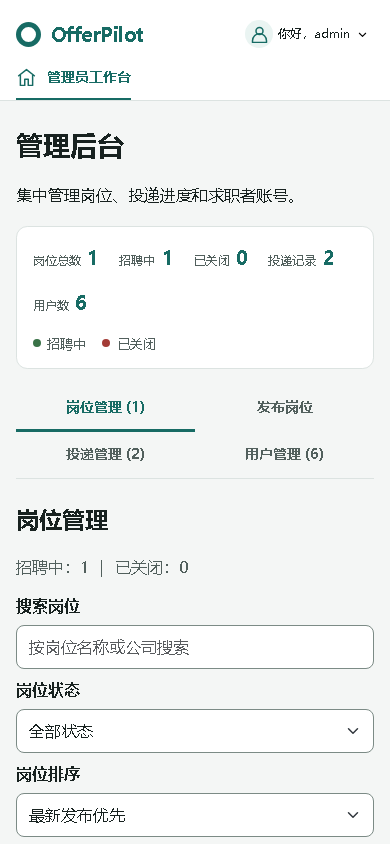 OfferPilot
你好，admin
管理员工作台
管理后台
集中管理岗位、投递进度和求职者账号。
岗位总数 1 招聘中 1 已关闭 0 投递记录 2
用户数 6
招聘中 已关闭
岗位管理 (1) 发布岗位
投递管理 (2) 用户管理 (6)
岗位管理
招聘中：1 | 已关闭：0
搜索岗位
按岗位名称或公司搜索
岗位状态
全部状态
岗位排序
最新发布优先